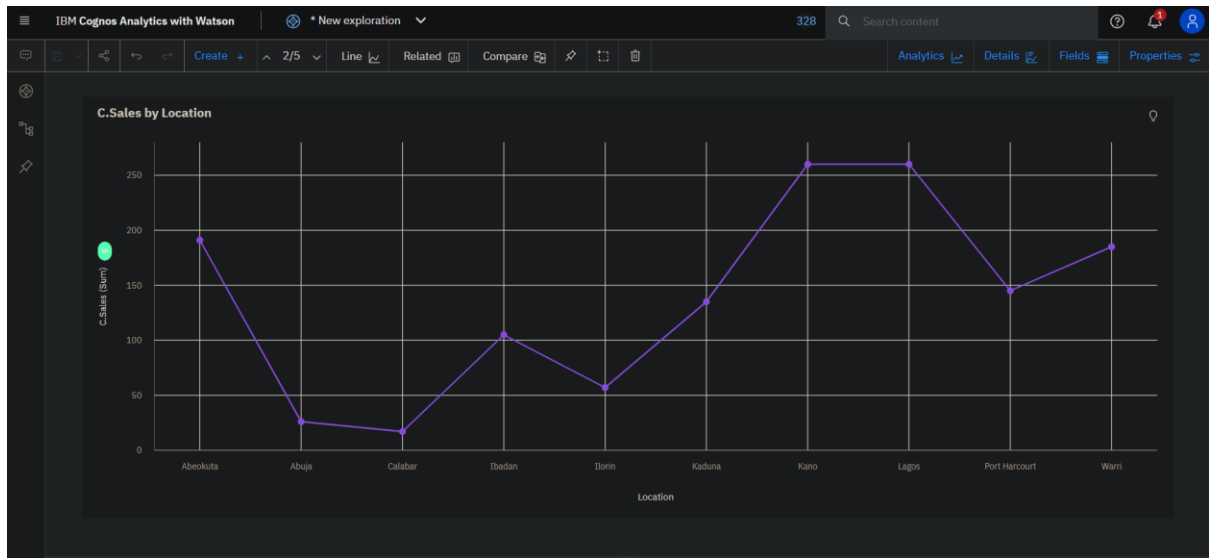 IBM Cognos Analytics with Watson
* New exploration
328
Search content
1
Create +
2/5
Line
Related
Compare
Analytics
Details
Fields
Properties
C.Sales by Location
C.Sales (Sum)
250
200
150
100
50
0
Abeokuta Abuja Calabar Ibadan Ilorin Kaduna Kano Lagos Port Harcourt Warri
Location